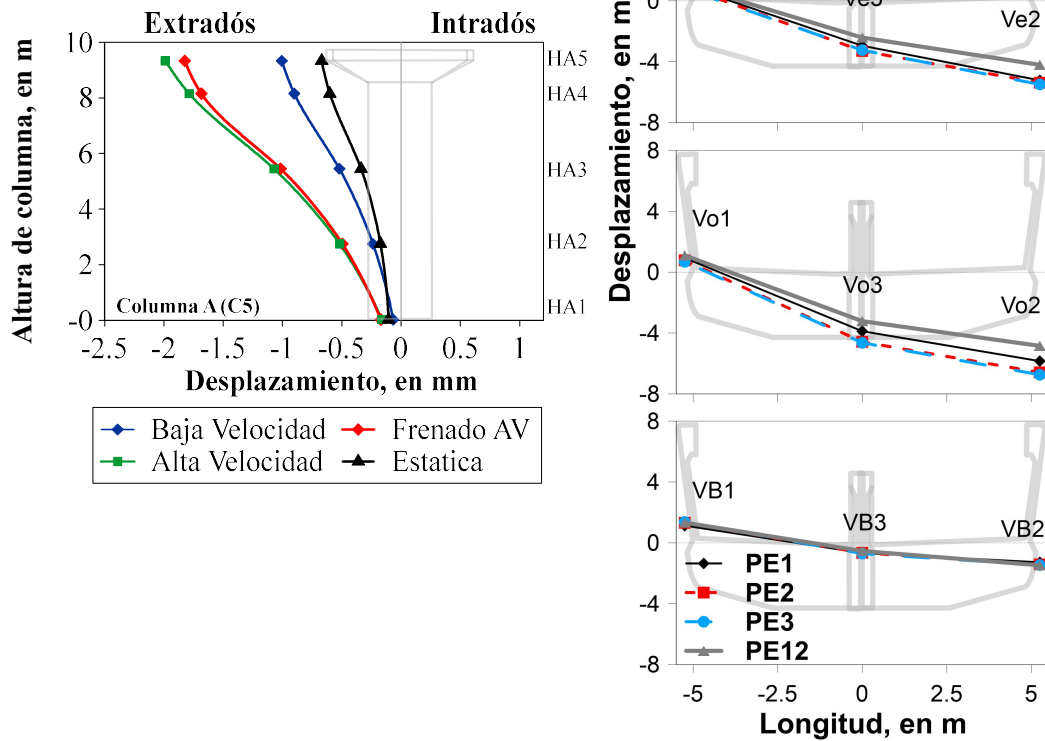 Extradós Intradós
10
8
6
4
2
-0
Altura de columna, en m
HA5
HA4
HA3
HA2
HA1
Columna A (C5)
-2.5 -2 -1.5 -1 -0.5 0 0.5 1
Desplazamiento, en mm
Baja Velocidad Frenado AV
Alta Velocidad Estatica
Desplazamiento, en m
0
-4
-8
Ve3
Ve2
8
4
0
-4
-8
Vo1
Vo3
Vo2
8
4
0
-4
-8
VB1
VB3
VB2
PE1
PE2
PE3
PE12
-5 -2.5 0 2.5 5
Longitud, en m